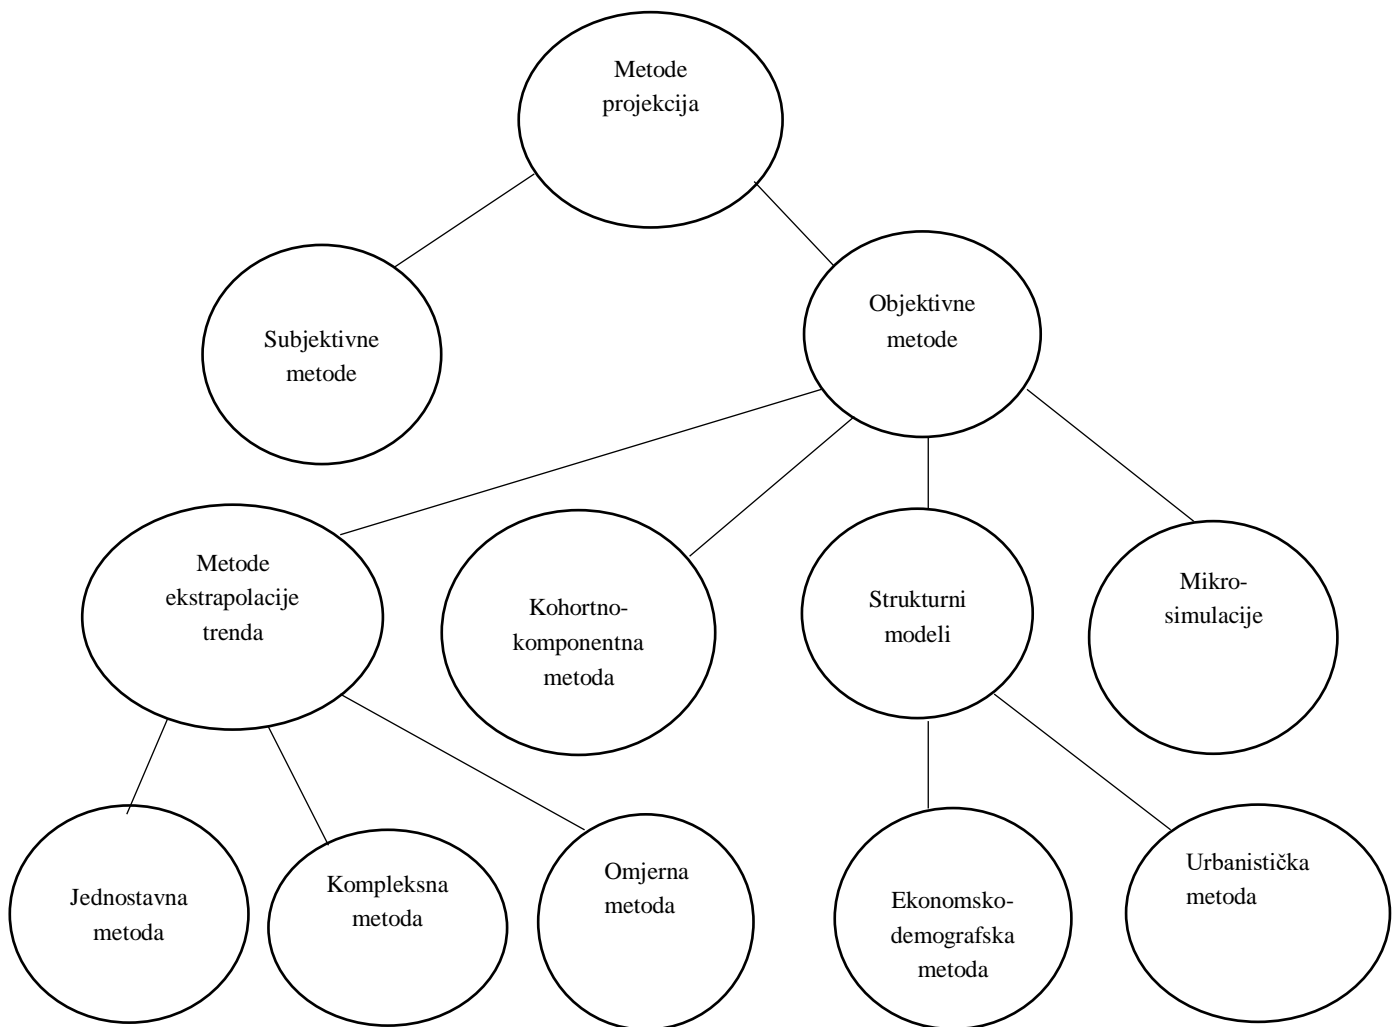 Metode
projekcija
Subjektivne
metode
Objektivne
metode
Metode
ekstrapolacije
trenda
Kohortno-
komponentna
metoda
Strukturni
modeli
Mikro-
simulacije
Jednostavna
metoda
Kompleksna
metoda
Omjerna
metoda
Ekonomsko-
demografska
metoda
Urbanistička
metoda